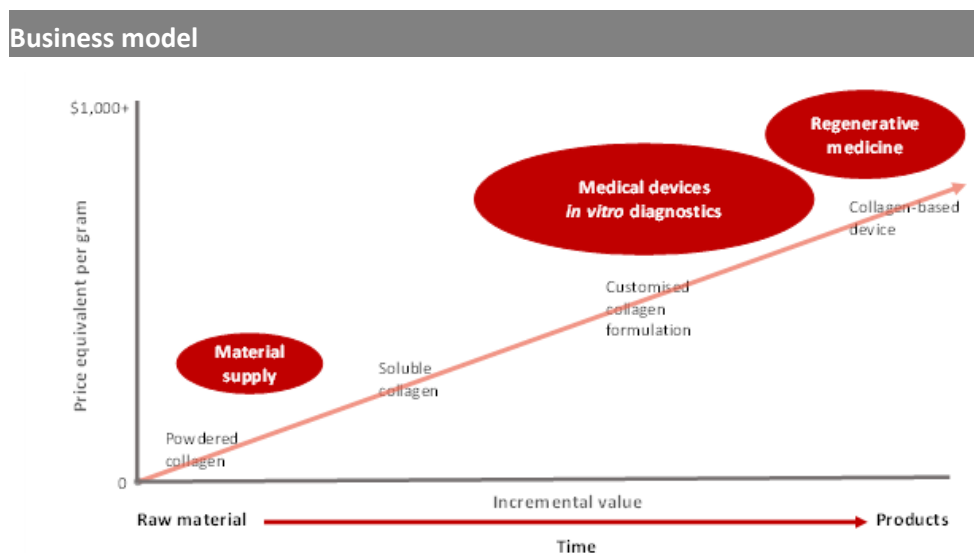 Business model
$1,000+
Regenerative
medicine
Medical devices
in vitro diagnostics
Collagen-based
device
Price equivalent per gram
Customised
collagen
formulation
Material
supply
Soluble
collagen
Powdered
collagen
0
Incremental value
Raw material
Products
Time